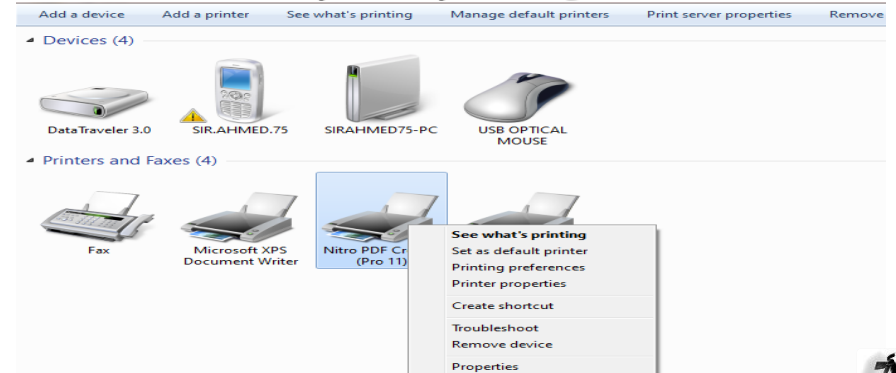 Add a device Add a printer See what's printing Manage default printers Print server properties Remove
Devices (4)
DataTraveler 3.0 SIR.AHMED.75 SIRAHMED75-PC USB OPTICAL
MOUSE
Printers and Faxes (4)
Fax Microsoft XPS Nitro PDF Cr
Document Writer (Pro 11)
See what's printing
Set as default printer
Printing preferences
Printer properties
Create shortcut
Troubleshoot
Remove device
Properties